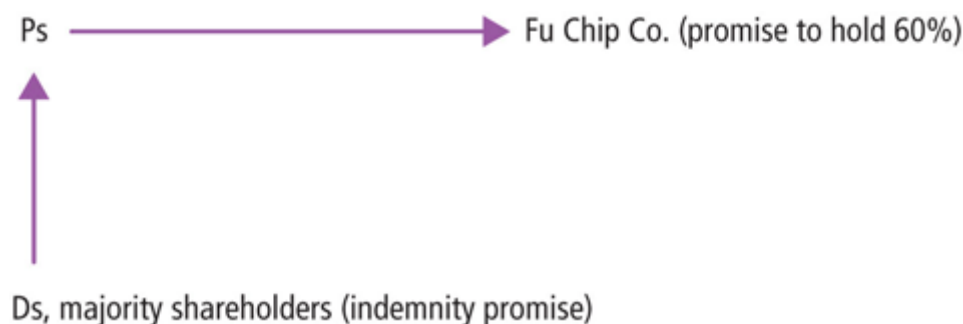 Ps
Fu Chip Co. (promise to hold 60%)
Ds, majority shareholders (indemnity promise)